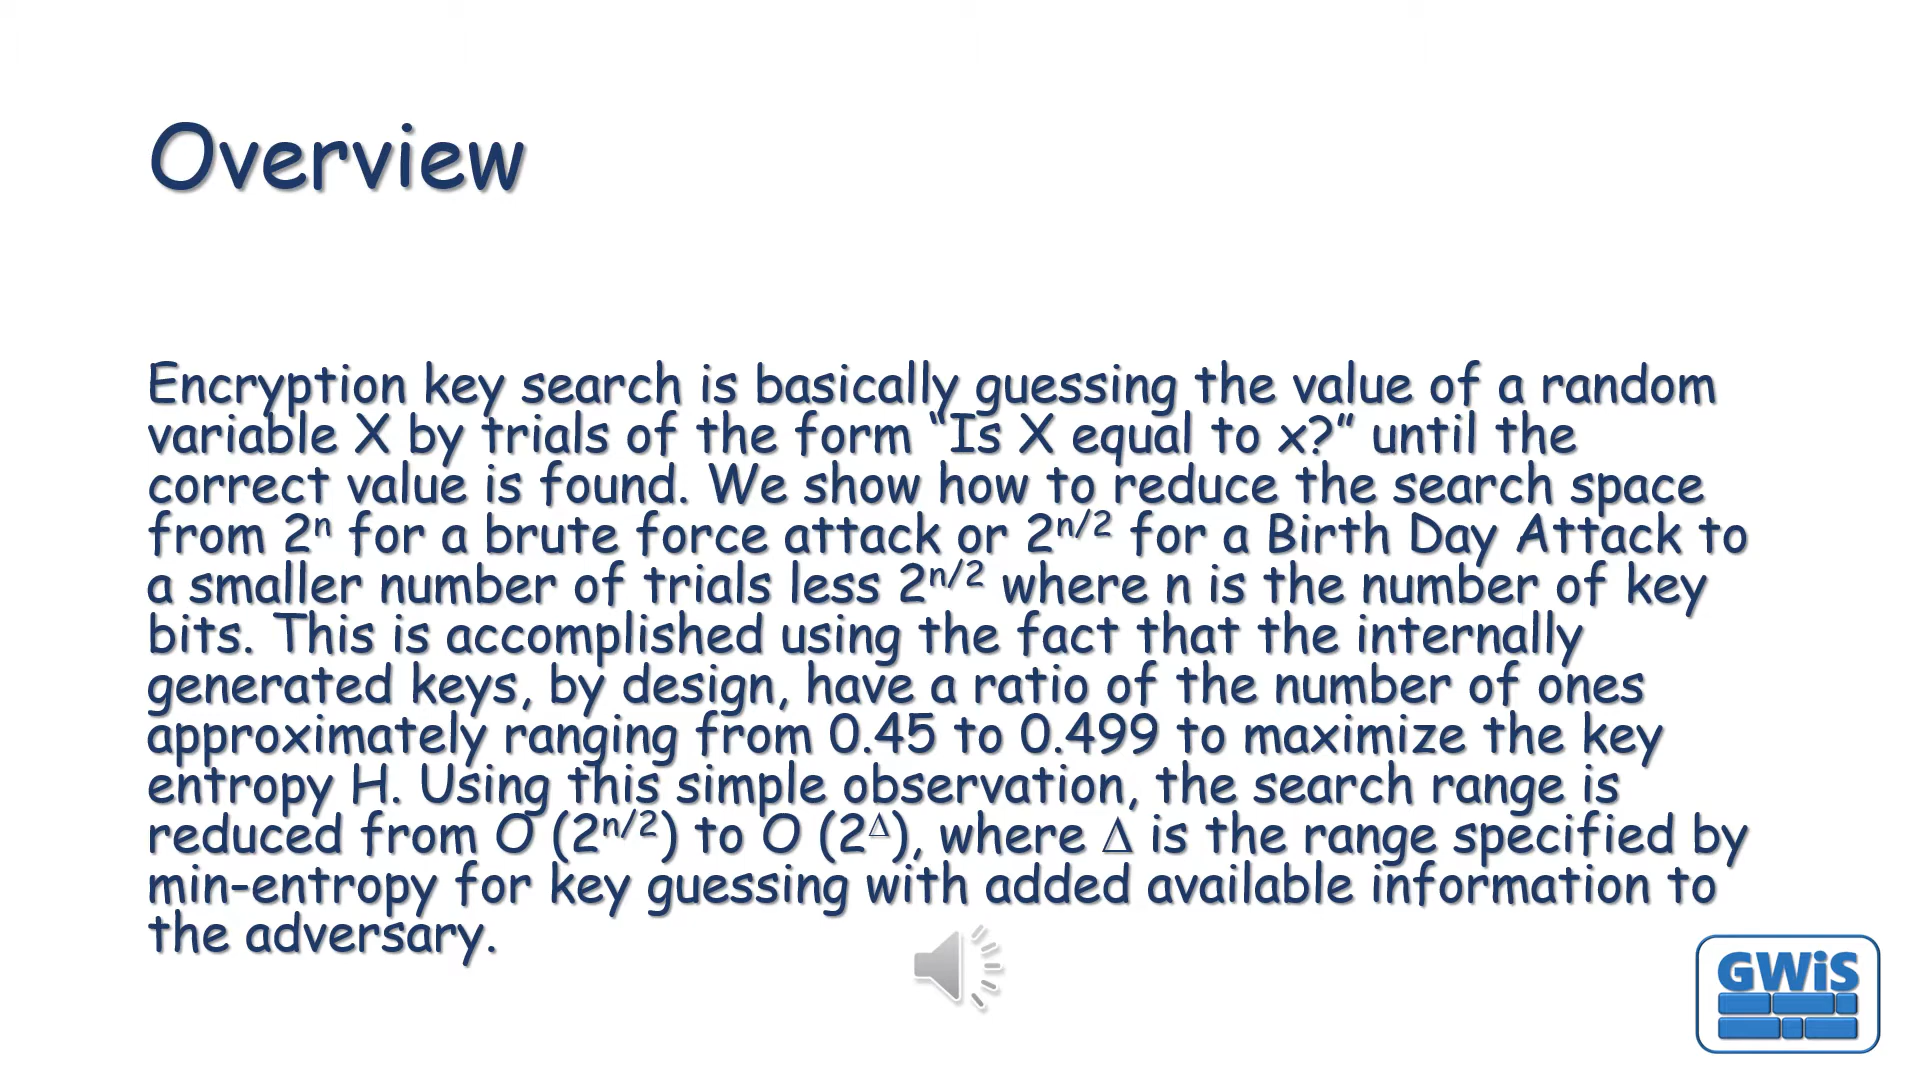 Overview
Encryption key search is basically guessing the value of a random
variable X by trials of the form “Is X equal to x?” until the
correct value is found. We show how to reduce the search space
from 2ⁿ for a brute force attack or 2ⁿ/² for a Birth Day Attack to
a smaller number of trials less 2ⁿ/² where n is the number of key
bits. This is accomplished using the fact that the internally
generated keys, by design, have a ratio of the number of ones
approximately ranging from 0.45 to 0.499 to maximize the key
entropy H. Using this simple observation, the search range is
reduced from O (2ⁿ/²) to O (2^Δ), where Δ is the range specified by
min-entropy for key guessing with added available information to
the adversary.
GWiS